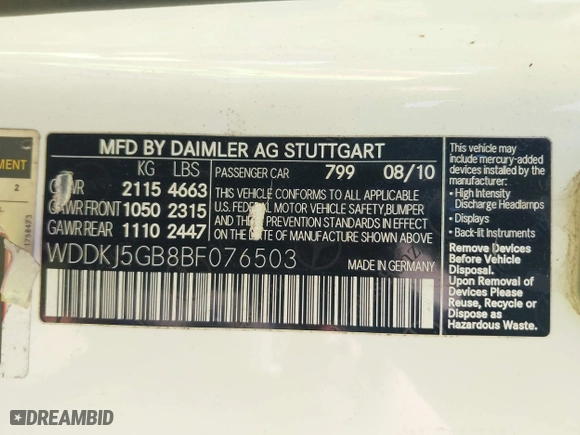 MFD BY DAIMLER AG STUTTGART
KG LBS
2115 4663
GAWR FRONT 1050 2315
GAWR REAR 1110 2447
PASSENGER CAR 799 08/10
THIS VEHICLE CONFORMS TO ALL APPLICABLE
U.S. FEDERAL MOTOR VEHICLE SAFETY, BUMPER
AND THEFT PREVENTION STANDARDS IN EFFECT
ON THE DATE OF MANUFACTURE SHOWN ABOVE
WDDKJ5GB8BF076503
This vehicle may
include mercury-added
devices installed by the
manufacturer:
• High Intensity
Discharge Headlamps
• Displays
• Back-lit Instruments
Remove Devices
Before Vehicle
Disposal.
Upon Removal of
Devices Please
Reuse, Recycle or
Dispose as
Hazardous Waste.
2
DREAMBID